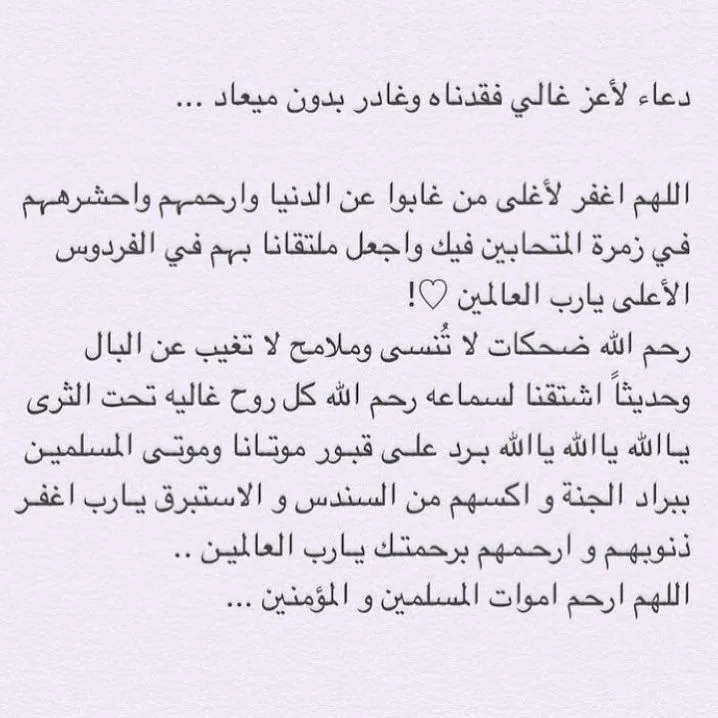 دعاء لأعز غالي فقدناه وغادر بدون ميعاد ...
اللهم اغفر لأغلى من غابوا عن الدنيا وارحمهم واحشرهم
في زمرة المتحابين فيك واجعل ملتقانا بهم في الفردوس
الأعلى يارب العالمين ♡!
رحم الله ضحكات لا تُنسى وملامح لا تغيب عن البال
وحديثاً اشتقنا لسماعه رحم الله كل روح غاليه تحت الثرى
ياالله ياالله ياالله برد على قبور موتانا وموتى المسلمين
ببراد الجنة و اكسهم من السندس و الاستبرق يارب اغفر
ذنوبهم و ارحمهم برحمتك يارب العالمين ..
اللهم ارحم اموات المسلمين و المؤمنين ...